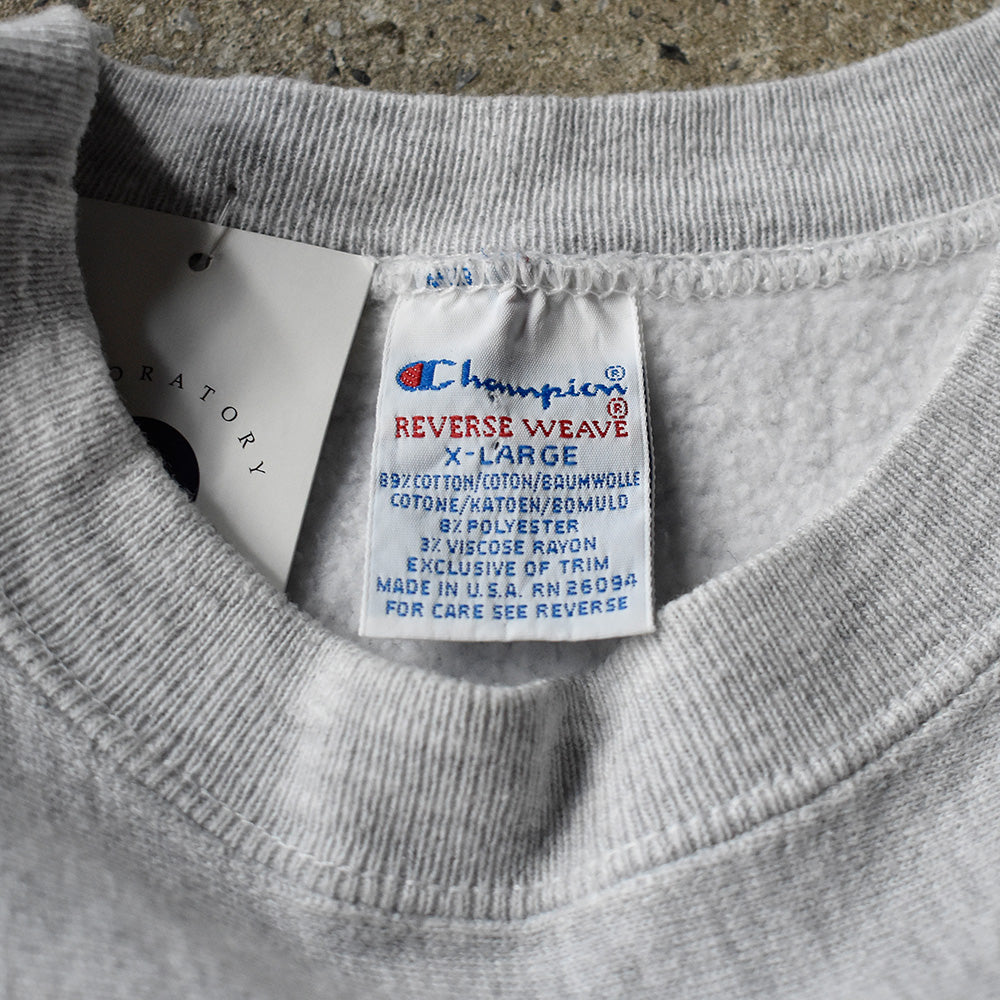 ORATORY
Champion®
REVERSE WEAVE®
X-LARGE
89% COTTON/COTON/BAUMWOLLE
COTONE/KATOEN/BOMULD
8% POLYESTER
3% VISCOSE RAYON
EXCLUSIVE OF TRIM
MADE IN U.S.A. RN 26094
FOR CARE SEE REVERSE